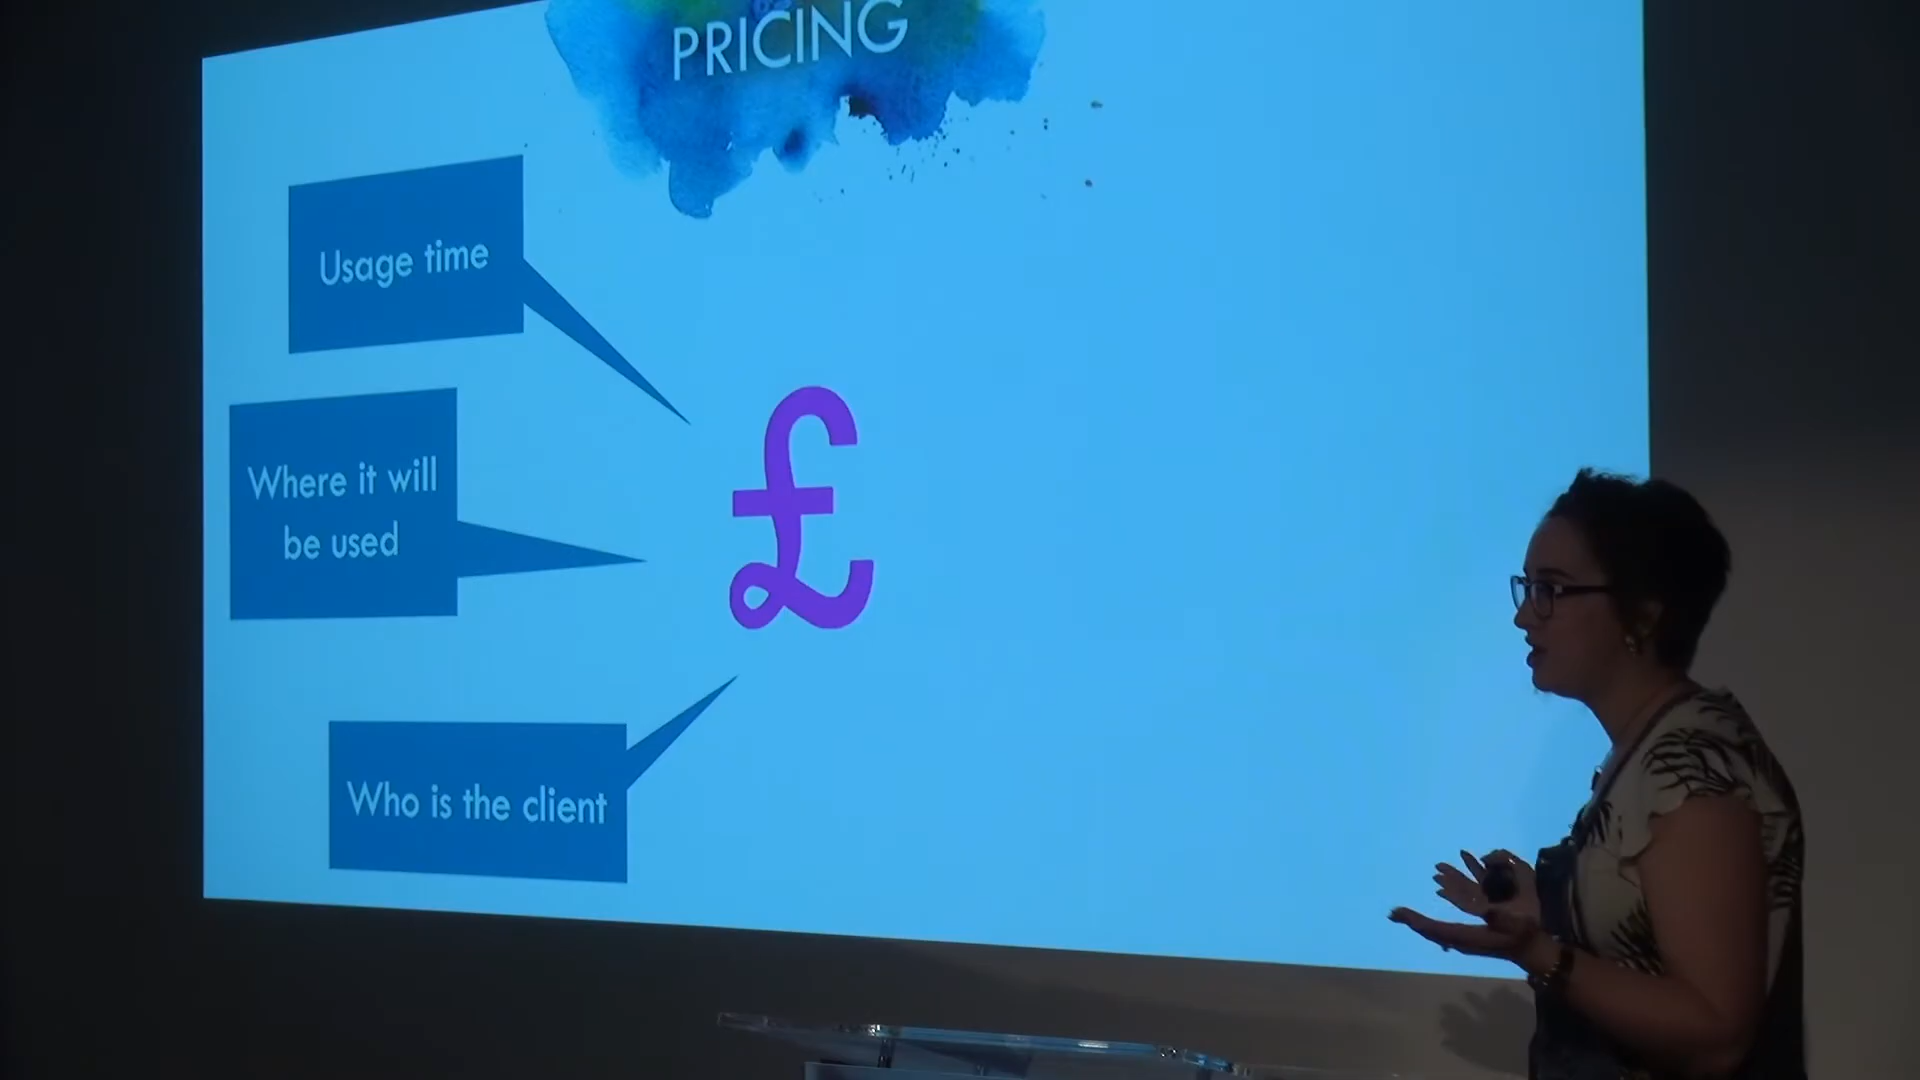 PRICING
Usage time
£
Where it will
be used
Who is the client